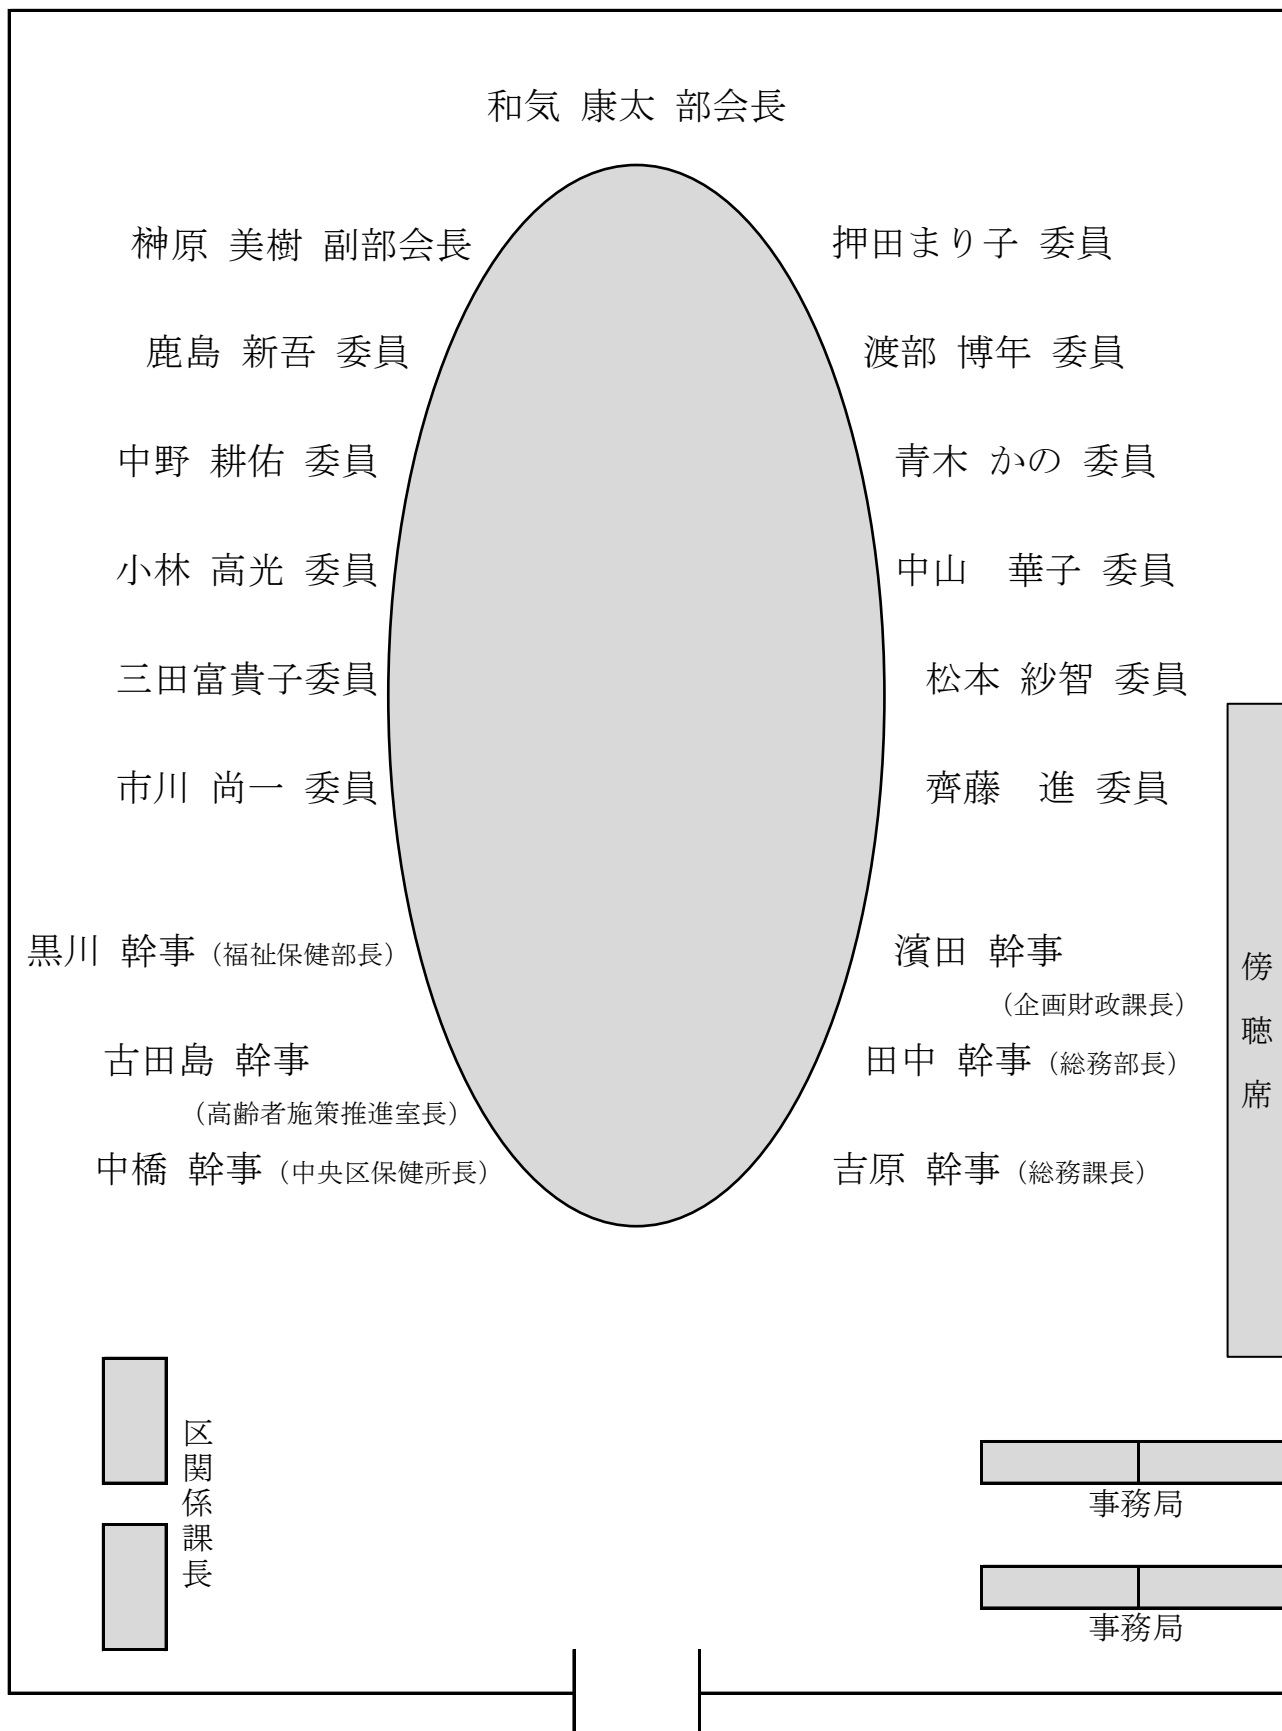 和気 康太 部会長
榊原 美樹 副部会長
押田まり子 委員
鹿島 新吾 委員
渡部 博年 委員
中野 耕佑 委員
青木 かの 委員
小林 高光 委員
中山　華子 委員
三田富貴子委員
松本 紗智 委員
市川 尚一 委員
齊藤　進 委員
黒川 幹事（福祉保健部長）
濱田 幹事
（企画財政課長）
古田島 幹事
（高齢者施策推進室長）
田中 幹事（総務部長）
中橋 幹事（中央区保健所長）
吉原 幹事（総務課長）
傍聴席
区関係課長
事務局
事務局